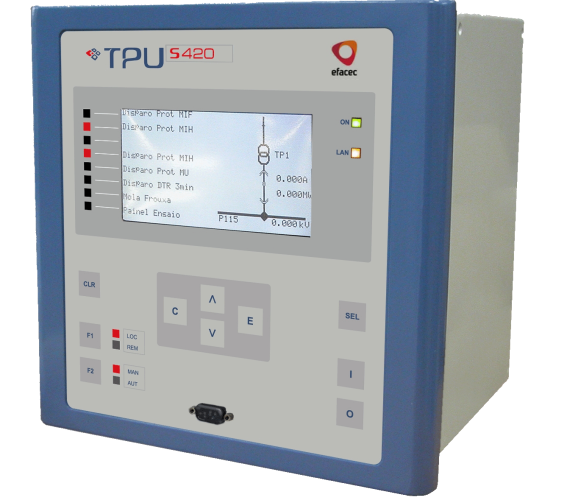 TPU S420
efacec
Disparo Prot MIF
Disparo Prot MIH
Disparo Prot MIH
Disparo Prot MU
Disparo DTR 3min
Mola Frouxa
Painel Ensaio
TP1
0.000A
0.000MW
P115
0.000kV
ON
LAN
CLR
F1
LOC
REM
F2
MAN
AUT
C
Λ
V
E
SEL
I
O